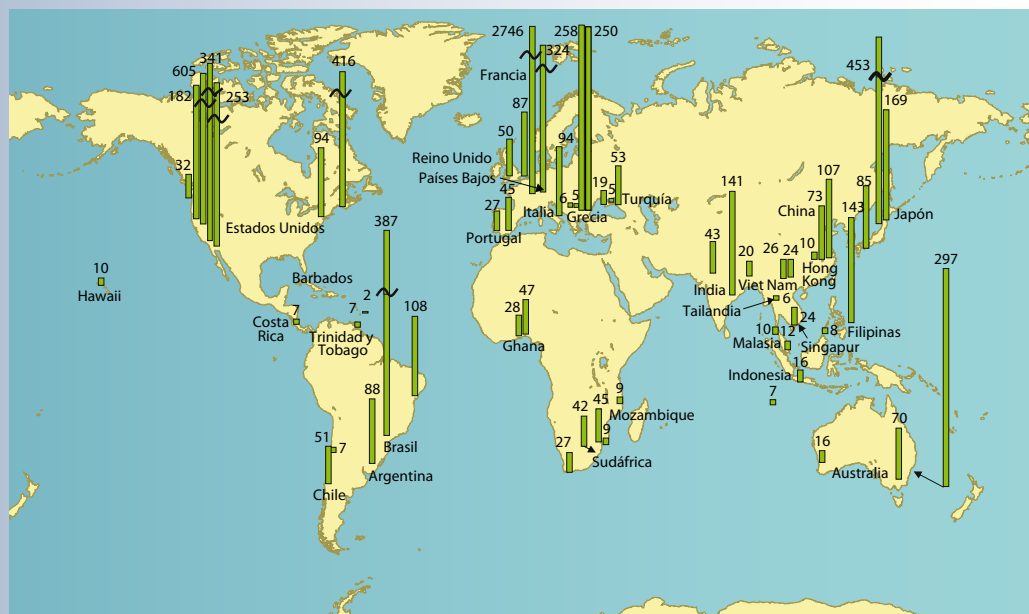 2746
258
250
324
Francia
341
605
416
453
182
253
169
87
50
94
94
32
Reino Unido
Países Bajos
53
19
5
Turquía
6
5
Italia
Grecia
45
27
Portugal
141
107
73
China
85
143
Japón
Estados Unidos
387
43
10
26
24
20
Hong
Kong
India
Viet Nam
297
10
Hawaii
Barbados
2
7
108
7
Costa
Rica
Trinidad y
Tobago
47
28
Ghana
6
Tailandia
24
10
12
8
Filipinas
Malasia
Singapur
16
Indonesia
7
88
9
45
42
Mozambique
9
27
Sudáfrica
51
7
Brasil
Argentina
Chile
70
16
Australia